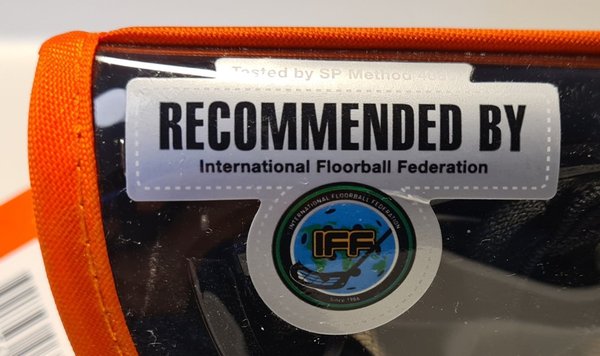 Tested by SP Method
RECOMMENDED BY
International Floorball Federation
INTERNATIONAL FLOORBALL FEDERATION
IFF
Since 1986